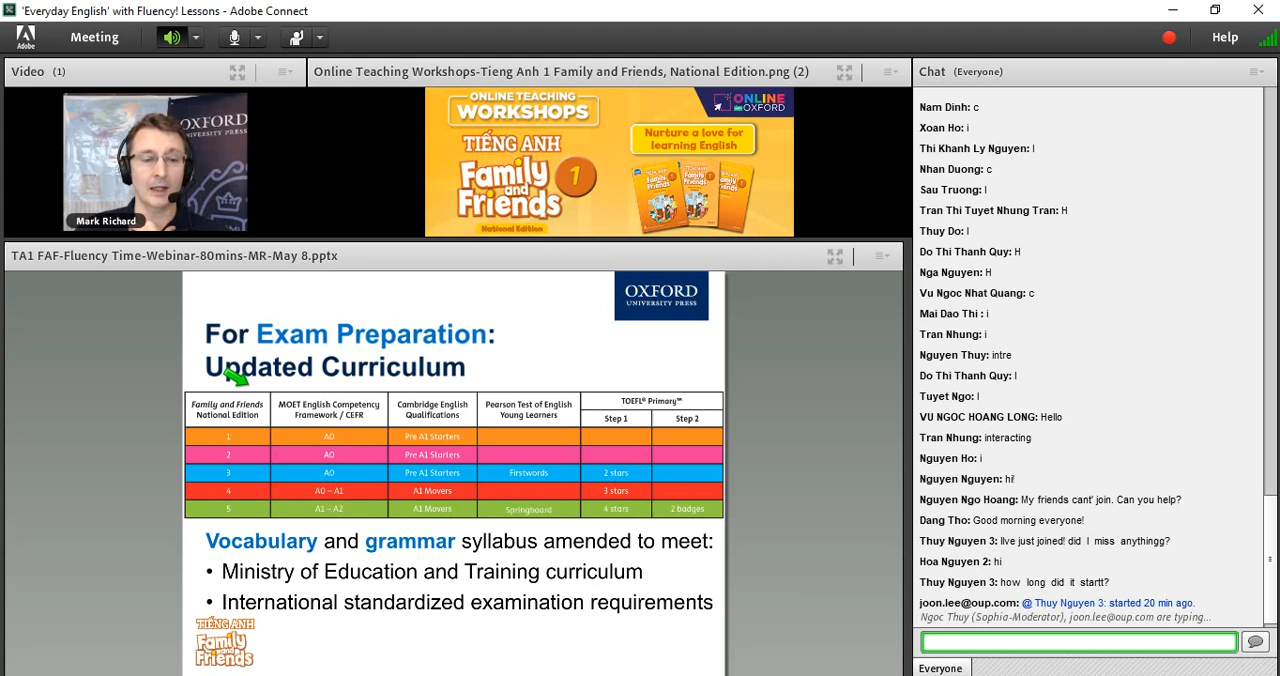 'Everyday English' with Fluency! Lessons - Adobe Connect
Adobe
Meeting
Help
Video (1)
Online Teaching Workshops-Tieng Anh 1 Family and Friends, National Edition.png (2)
Chat (Everyone)
OXFORD
UNIVERSITY PRESS
Mark Richard
ONLINE TEACHING
WORKSHOPS
TIẾNG ANH
Family
and
Friends
1
National Edition
ONLINE
OXFORD
Nurture a love for
learning English
TA1 FAF-Fluency Time-Webinar-80mins-MR-May 8.pptx
OXFORD
UNIVERSITY PRESS
For Exam Preparation:
Updated Curriculum
Family and Friends National Edition | MOET English Competency Framework / CEFR | Cambridge English Qualifications | Pearson Test of English Young Learners | TOEFL® Primary™ Step 1 | Step 2
1 A0 Pre A1 Starters
2 A0 Pre A1 Starters
3 A0 Pre A1 Starters Firstwords 2 stars
4 A0 – A1 A1 Movers 3 stars
5 A1 – A2 A1 Movers Springboard 4 stars 2 badges
Vocabulary and grammar syllabus amended to meet:
• Ministry of Education and Training curriculum
• International standardized examination requirements
TIẾNG ANH
Family
and
Friends
Nam Dinh: c
Xoan Ho: i
Thi Khanh Ly Nguyen: I
Nhan Duong: c
Sau Truong: I
Tran Thi Tuyet Nhung Tran: H
Thuy Do: I
Do Thi Thanh Quy: H
Nga Nguyen: H
Vu Ngoc Nhat Quang: c
Mai Dao Thi : i
Tran Nhung: i
Nguyen Thuy: intre
Do Thi Thanh Quy: I
Tuyet Ngo: I
VU NGOC HOANG LONG: Hello
Tran Nhung: interacting
Nguyen Ho: i
Nguyen Nguyen: hi!
Nguyen Ngo Hoang: My friends cant' join. Can you help?
Dang Tho: Good morning everyone!
Thuy Nguyen 3: IIve just joined! did I miss anythingg?
Hoa Nguyen 2: hi
Thuy Nguyen 3: how long did it startt?
joon.lee@oup.com: @ Thuy Nguyen 3: started 20 min ago.
Ngoc Thuy (Sophia-Moderator), joon.lee@oup.com are typing...
Everyone